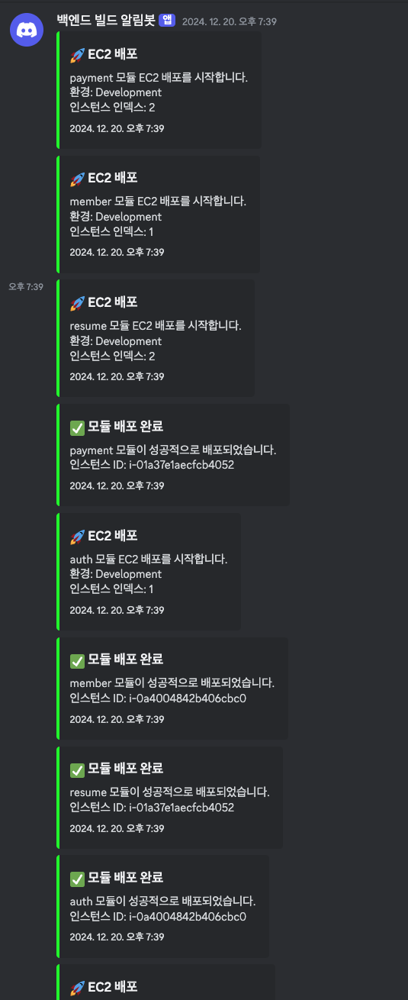 백엔드 빌드 알림봇 앱 2024. 12. 20. 오후 7:39
EC2 배포
payment 모듈 EC2 배포를 시작합니다.
환경: Development
인스턴스 인덱스: 2
2024. 12. 20. 오후 7:39
EC2 배포
member 모듈 EC2 배포를 시작합니다.
환경: Development
인스턴스 인덱스: 1
2024. 12. 20. 오후 7:39
오후 7:39
EC2 배포
resume 모듈 EC2 배포를 시작합니다.
환경: Development
인스턴스 인덱스: 2
2024. 12. 20. 오후 7:39
모듈 배포 완료
payment 모듈이 성공적으로 배포되었습니다.
인스턴스 ID: i-01a37e1aecfcb4052
2024. 12. 20. 오후 7:39
EC2 배포
auth 모듈 EC2 배포를 시작합니다.
환경: Development
인스턴스 인덱스: 1
2024. 12. 20. 오후 7:39
모듈 배포 완료
member 모듈이 성공적으로 배포되었습니다.
인스턴스 ID: i-0a4004842b406cbc0
2024. 12. 20. 오후 7:39
모듈 배포 완료
resume 모듈이 성공적으로 배포되었습니다.
인스턴스 ID: i-01a37e1aecfcb4052
2024. 12. 20. 오후 7:39
모듈 배포 완료
auth 모듈이 성공적으로 배포되었습니다.
인스턴스 ID: i-0a4004842b406cbc0
2024. 12. 20. 오후 7:39
EC2 배포